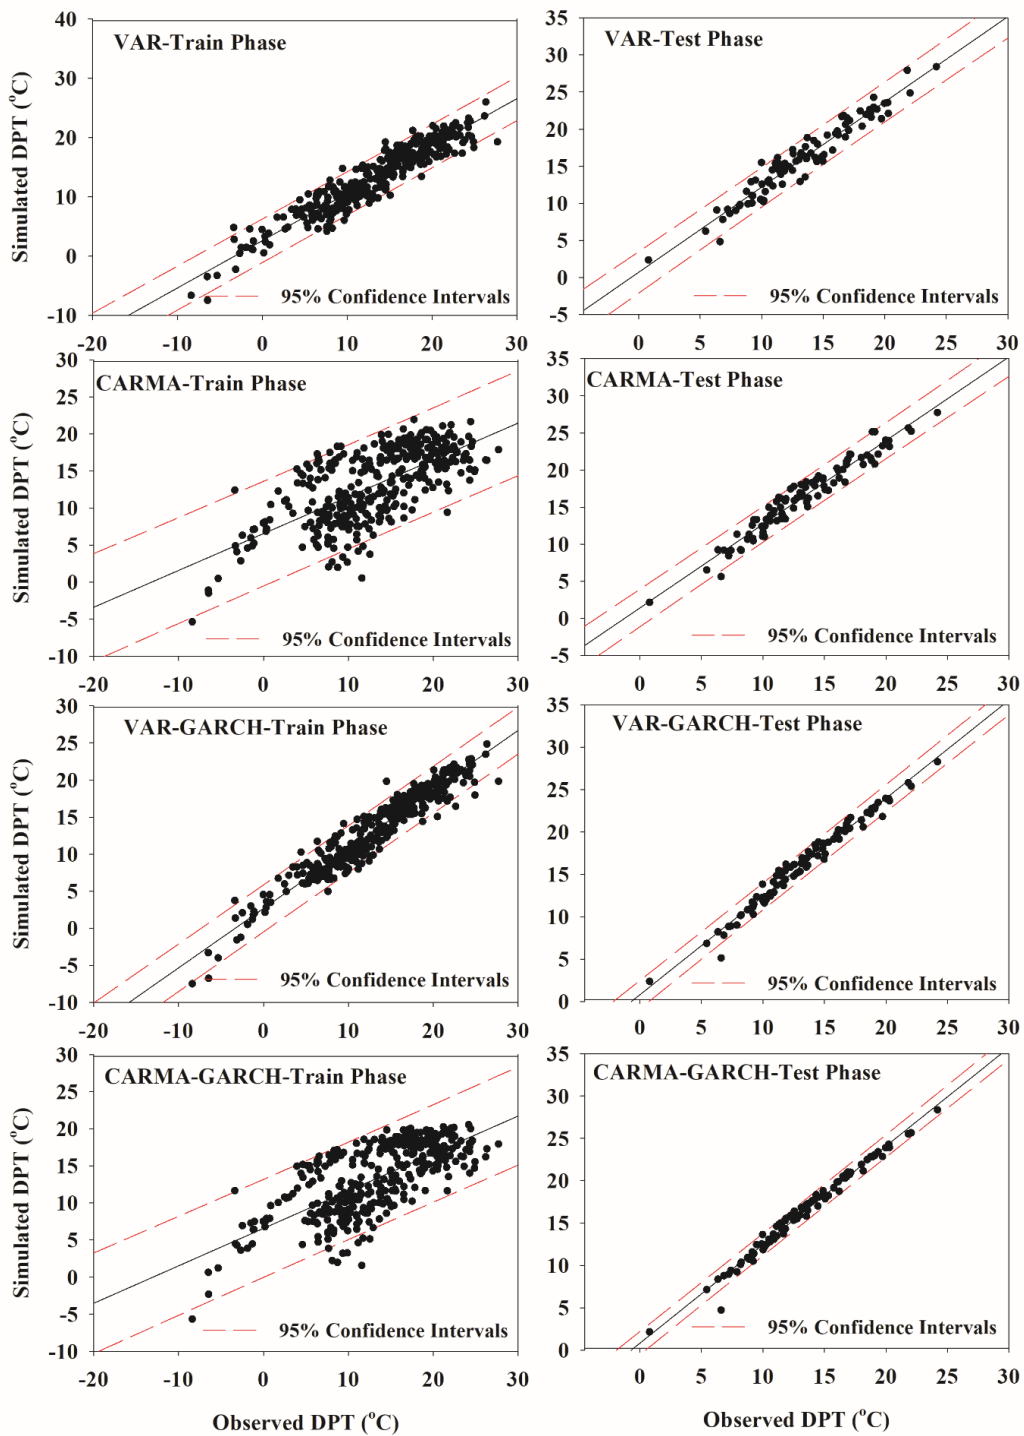 VAR-Train Phase
Simulated DPT (°C)
40
30
20
10
0
-10
95% Confidence Intervals
-20 -10 0 10 20 30
VAR-Test Phase
35
30
25
20
15
10
5
0
-5
95% Confidence Intervals
0 5 10 15 20 25 30
CARMA-Train Phase
Simulated DPT (°C)
30
25
20
15
10
5
0
-5
-10
95% Confidence Intervals
-20 -10 0 10 20 30
CARMA-Test Phase
35
30
25
20
15
10
5
0
-5
95% Confidence Intervals
0 5 10 15 20 25 30
VAR-GARCH-Train Phase
Simulated DPT (°C)
30
25
20
15
10
5
0
-5
-10
95% Confidence Intervals
-20 -10 0 10 20 30
VAR-GARCH-Test Phase
35
30
25
20
15
10
5
0
95% Confidence Intervals
0 5 10 15 20 25 30
CARMA-GARCH-Train Phase
Simulated DPT (°C)
30
25
20
15
10
5
0
-5
-10
95% Confidence Intervals
-20 -10 0 10 20 30
Observed DPT (°C)
CARMA-GARCH-Test Phase
35
30
25
20
15
10
5
0
95% Confidence Intervals
0 5 10 15 20 25 30
Observed DPT (°C)